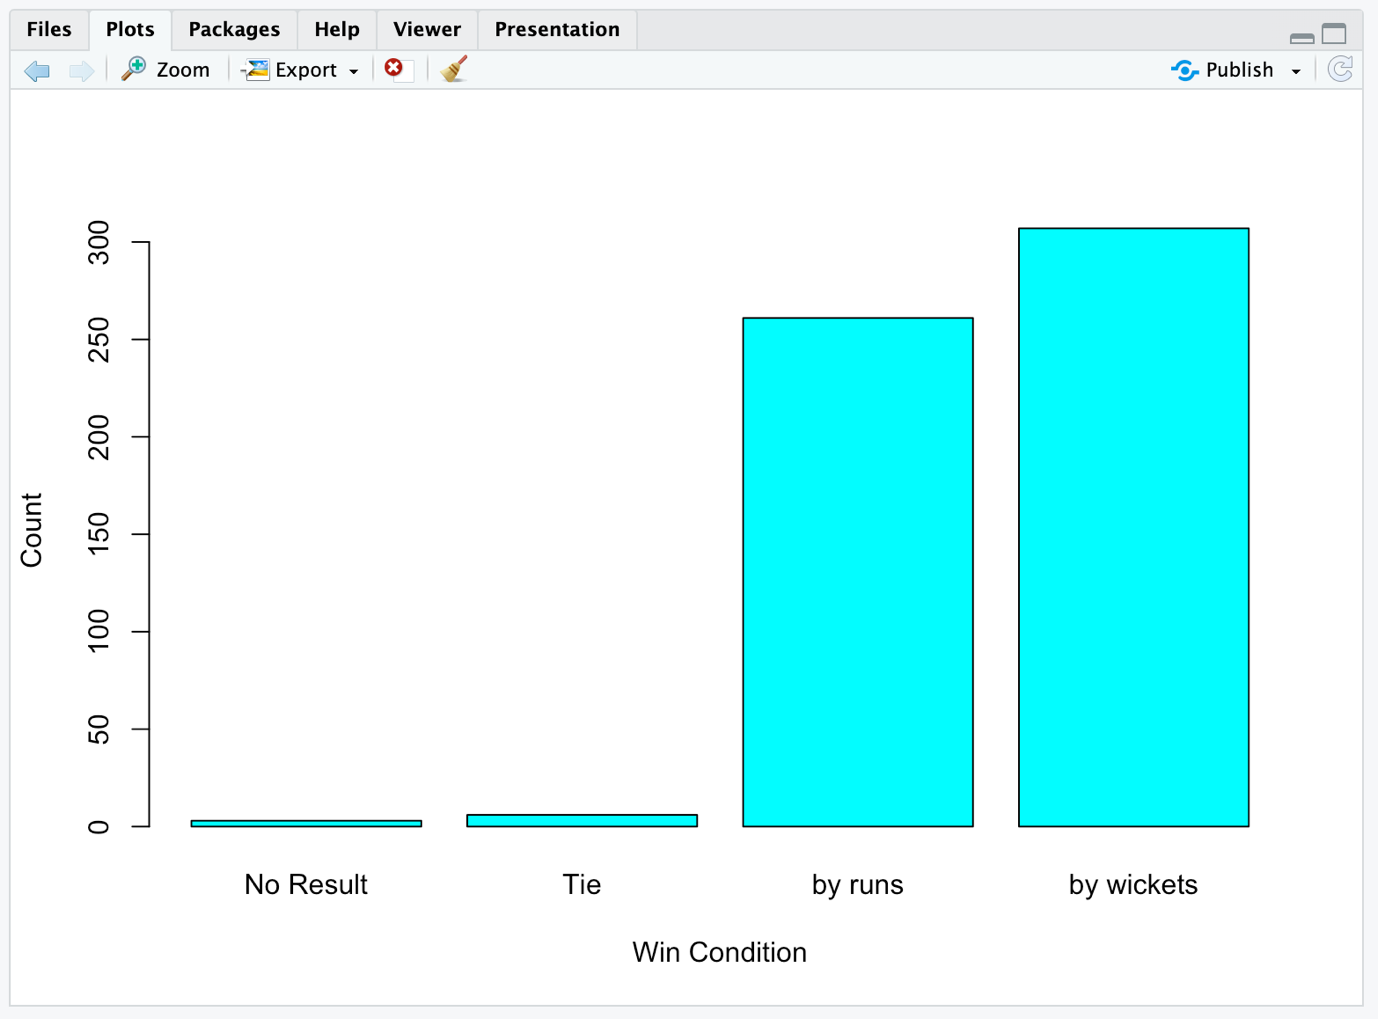 Files Plots Packages Help Viewer Presentation
Zoom Export Publish
300
250
200
150
100
50
0
Count
No Result Tie by runs by wickets
Win Condition